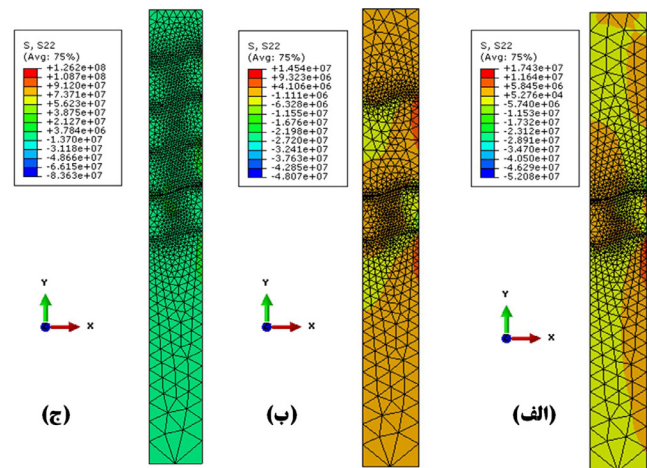 S, S22
(Avg: 75%)
+1.262e+08
+1.087e+08
+9.120e+07
+7.371e+07
+5.623e+07
+3.875e+07
+2.127e+07
+3.784e+06
-1.370e+07
-3.118e+07
-4.866e+07
-6.615e+07
-8.363e+07
Y
X
(ج)
S, S22
(Avg: 75%)
+1.454e+07
+9.323e+06
+4.106e+06
-1.111e+06
-6.328e+06
-1.155e+07
-1.676e+07
-2.198e+07
-2.720e+07
-3.241e+07
-3.763e+07
-4.285e+07
-4.807e+07
Y
X
(ب)
S, S22
(Avg: 75%)
+1.743e+07
+1.164e+07
+5.845e+06
+5.276e+04
-5.740e+06
-1.153e+07
-1.732e+07
-2.312e+07
-2.891e+07
-3.470e+07
-4.050e+07
-4.629e+07
-5.208e+07
Y
X
(الف)